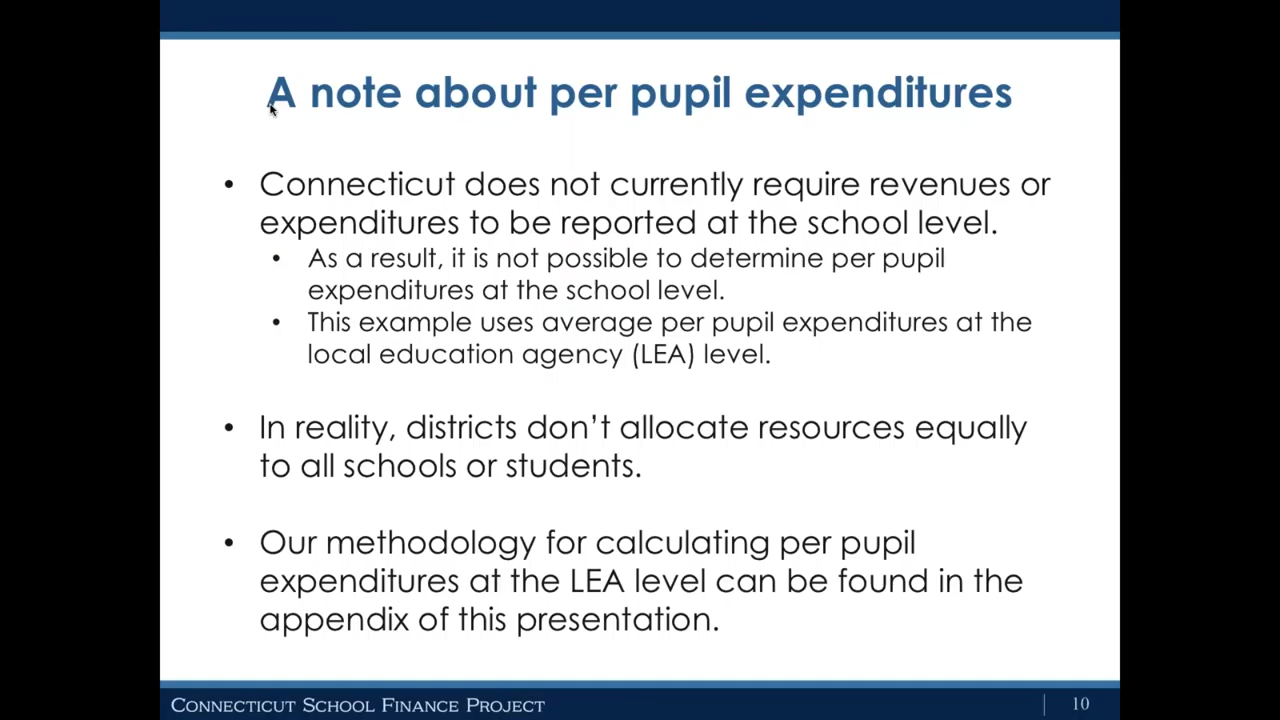 A note about per pupil expenditures
• Connecticut does not currently require revenues or
expenditures to be reported at the school level.
• As a result, it is not possible to determine per pupil
expenditures at the school level.
• This example uses average per pupil expenditures at the
local education agency (LEA) level.
• In reality, districts don’t allocate resources equally
to all schools or students.
• Our methodology for calculating per pupil
expenditures at the LEA level can be found in the
appendix of this presentation.
CONNECTICUT SCHOOL FINANCE PROJECT
10